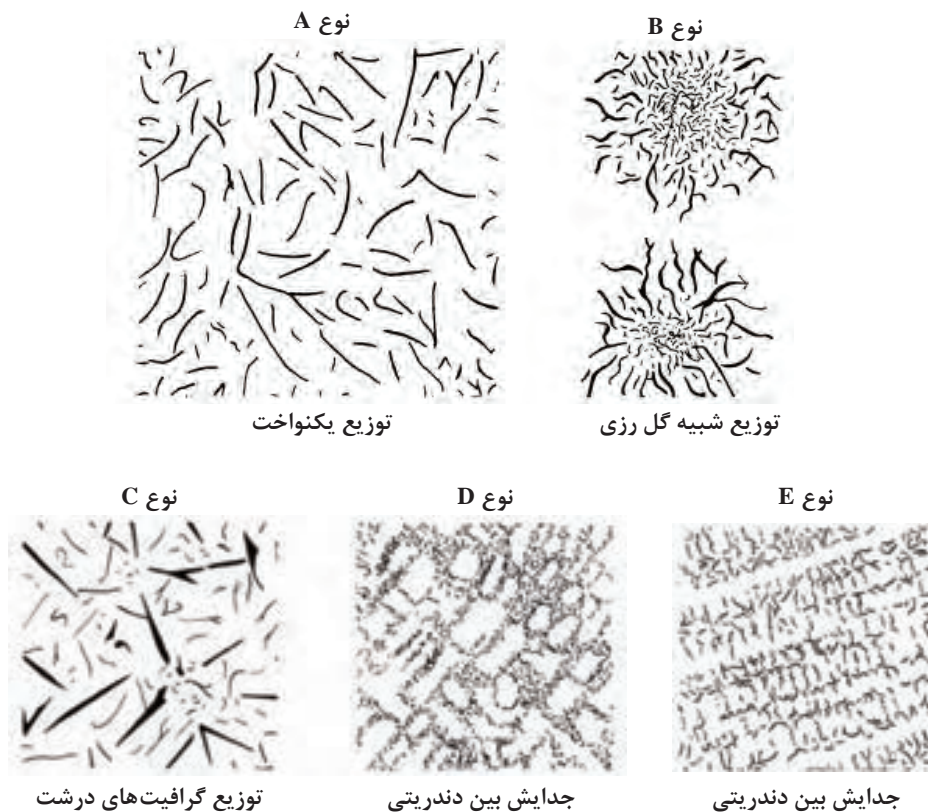 نوع A
نوع B
توزیع یکنواخت
توزیع شبیه گل رزی
نوع C
نوع D
نوع E
توزیع گرافیت‌های درشت
جدایش بین دندریتی
جدایش بین دندریتی